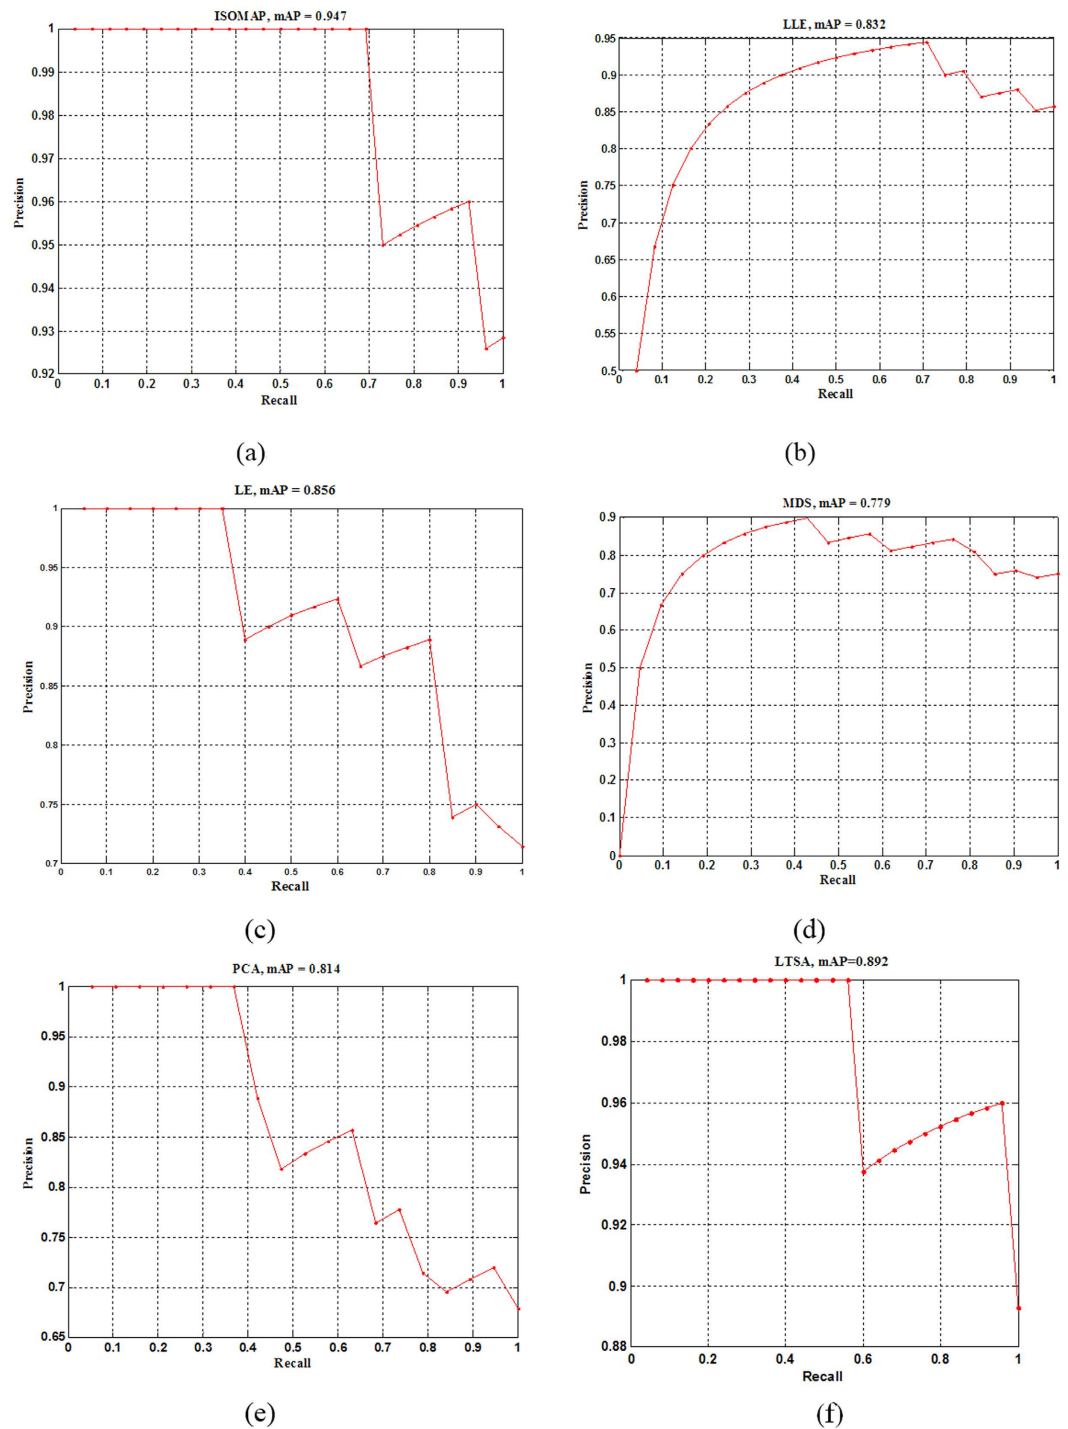 ISOMAP, mAP = 0.947
1
0.99
0.98
0.97
0.96
0.95
0.94
0.93
0.92
Precision
0 0.1 0.2 0.3 0.4 0.5 0.6 0.7 0.8 0.9 1
Recall
(a)
LLE, mAP = 0.832
0.95
0.9
0.85
0.8
0.75
0.7
0.65
0.6
0.55
0.5
Precision
0 0.1 0.2 0.3 0.4 0.5 0.6 0.7 0.8 0.9 1
Recall
(b)
LE, mAP = 0.856
1
0.95
0.9
0.85
0.8
0.75
0.7
Precision
0 0.1 0.2 0.3 0.4 0.5 0.6 0.7 0.8 0.9 1
Recall
(c)
MDS, mAP = 0.779
0.9
0.8
0.7
0.6
0.5
0.4
0.3
0.2
0.1
0
Precision
0 0.1 0.2 0.3 0.4 0.5 0.6 0.7 0.8 0.9 1
Recall
(d)
PCA, mAP = 0.814
1
0.95
0.9
0.85
0.8
0.75
0.7
0.65
Precision
0 0.1 0.2 0.3 0.4 0.5 0.6 0.7 0.8 0.9 1
Recall
(e)
LTSA, mAP=0.892
1
0.98
0.96
0.94
0.92
0.9
0.88
Precision
0 0.2 0.4 0.6 0.8 1
Recall
(f)